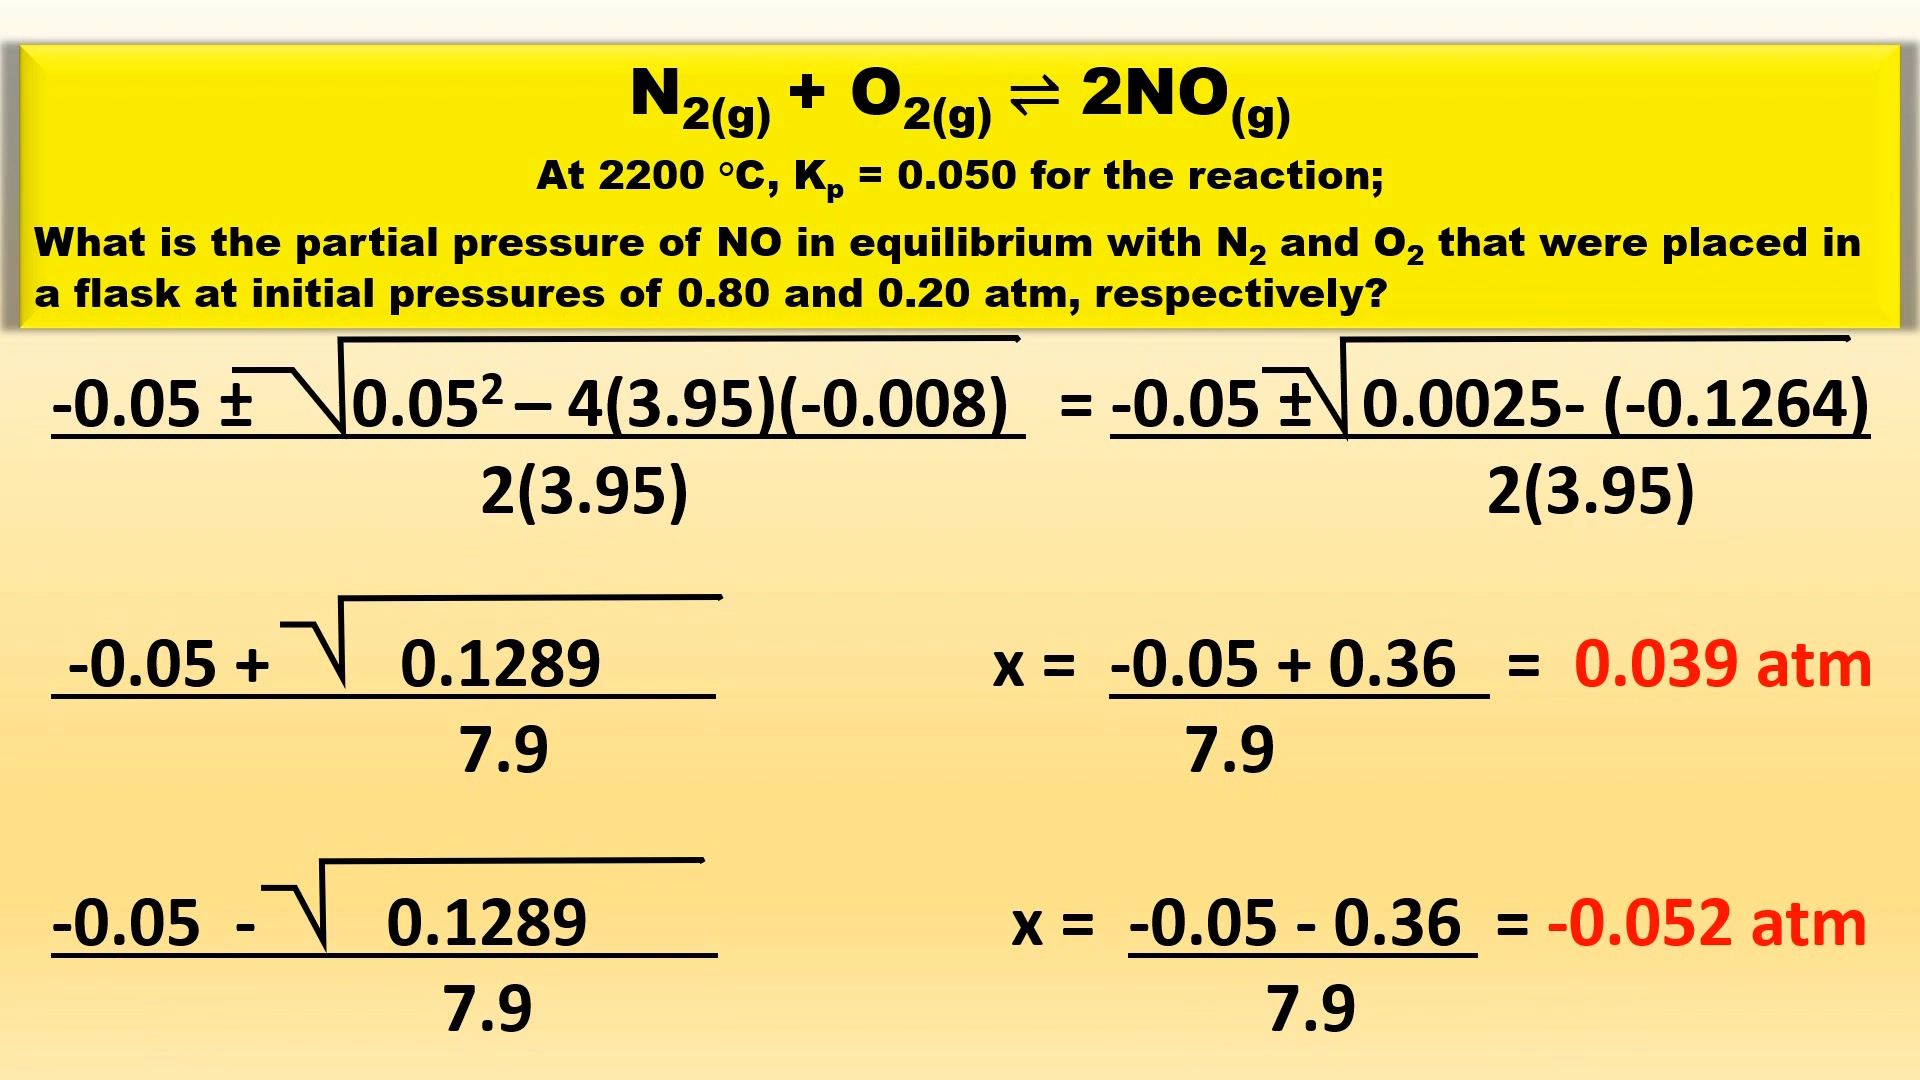 N₂(g) + O₂(g) ⇌ 2NO(g)
At 2200 °C, Kp = 0.050 for the reaction;
What is the partial pressure of NO in equilibrium with N₂ and O₂ that were placed in
a flask at initial pressures of 0.80 and 0.20 atm, respectively?
-0.05 ± √0.05² – 4(3.95)(-0.008) = -0.05 ± √0.0025- (-0.1264)
2(3.95) 2(3.95)
-0.05 + √0.1289 x = -0.05 + 0.36 = 0.039 atm
7.9 7.9
-0.05 - √0.1289 x = -0.05 - 0.36 = -0.052 atm
7.9 7.9